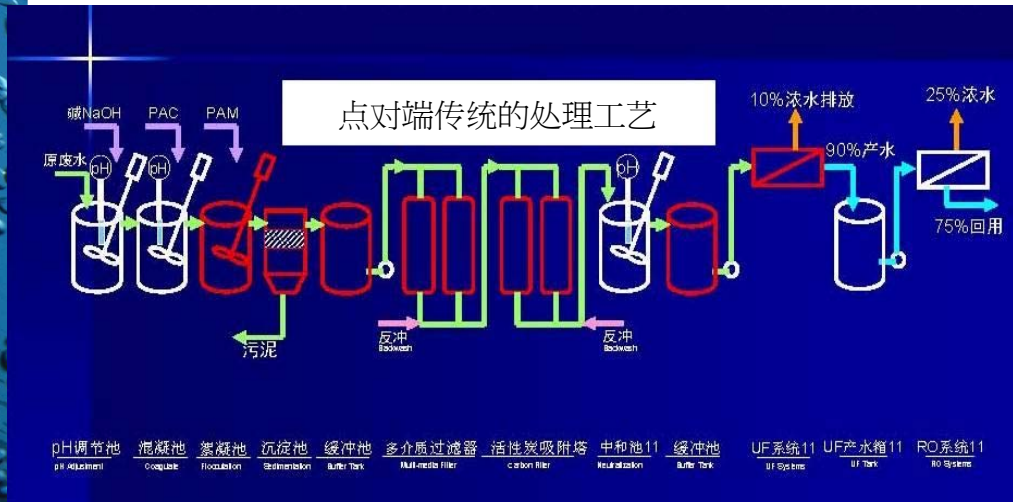 点对端传统的处理工艺
10%浓水排放
25%浓水
碱NaOH
PAC
PAM
原废水
pH
pH
pH
90%产水
75%回用
污泥
反冲
Backwash
反冲
Backwash
pH调节池
混凝池
絮凝池
沉淀池
缓冲池
多介质过滤器
活性炭吸附塔
中和池11
缓冲池
UF系统11
UF产水箱11
RO系统11
pH Adjusiment
Coagulate
Flocculation
Sedimentation
Buffer Tank
Multi-media Filler
carbon filler
Neutralization
Buffer Tank
UF Systems
UF Tank
RO Systems